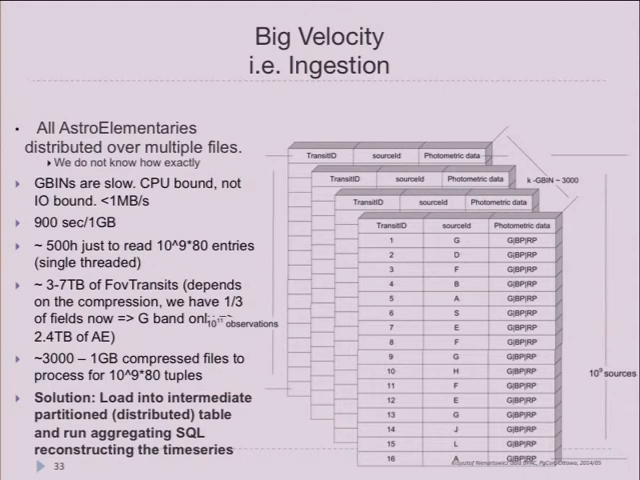 Big Velocity
i.e. Ingestion
All AstroElementaries
distributed over multiple files.
We do not know how exactly
GBINs are slow. CPU bound, not
IO bound. <1MB/s
900 sec/1GB
~ 500h just to read 10^9*80 entries
(single threaded)
~ 3-7TB of FovTransits (depends
on the compression, we have 1/3
of fields now => G band only =>
2.4TB of AE)
~3000 – 1GB compressed files to
process for 10^9*80 tuples
Solution: Load into intermediate
partitioned (distributed) table
and run aggregating SQL
reconstructing the timeseries
33
10¹¹ observations
TransitID sourceId Photometric data
TransitID sourceId Photometric data
TransitID sourceId Photometric data
TransitID sourceId Photometric data
1 G G|BP|RP
2 D G|BP|RP
3 F G|BP|RP
4 B G|BP|RP
5 A G|BP|RP
6 S G|BP|RP
7 E G|BP|RP
8 F G|BP|RP
9 G G|BP|RP
10 H G|BP|RP
11 F G|BP|RP
12 E G|BP|RP
13 G G|BP|RP
14 J G|BP|RP
15 L G|BP|RP
16 A G|BP|RP
k -GBIN ~3000
10⁹ sources
PgCon Ottawa, 2014/05